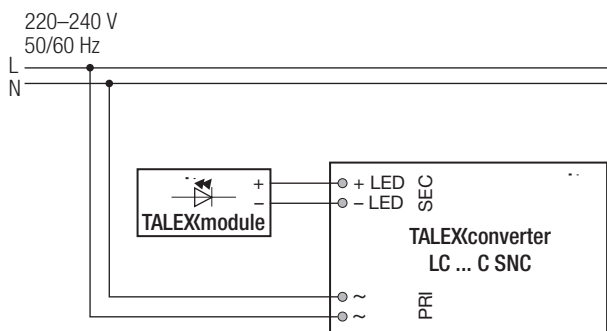 220–240 V
50/60 Hz
L
N
+
–
TALEXmodule
+ LED
– LED
SEC
TALEXconverter
LC ... C SNC
~
~
PRI